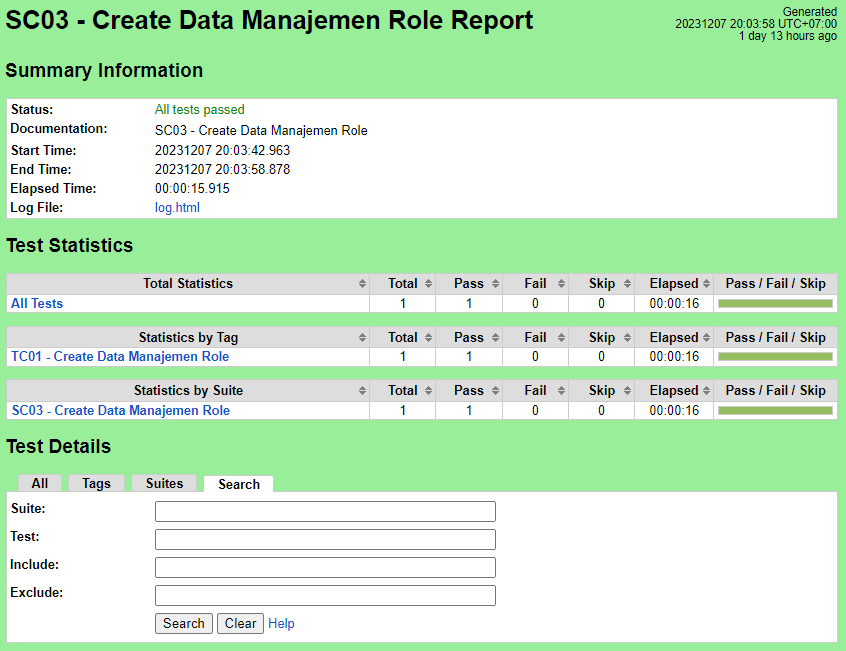 SC03 - Create Data Manajemen Role Report
Generated
20231207 20:03:58 UTC+07:00
1 day 13 hours ago
Summary Information
Status: All tests passed
Documentation: SC03 - Create Data Manajemen Role
Start Time: 20231207 20:03:42.963
End Time: 20231207 20:03:58.878
Elapsed Time: 00:00:15.915
Log File: log.html
Test Statistics
Total Statistics Total Pass Fail Skip Elapsed Pass / Fail / Skip
All Tests 1 1 0 0 00:00:16
Statistics by Tag Total Pass Fail Skip Elapsed Pass / Fail / Skip
TC01 - Create Data Manajemen Role 1 1 0 0 00:00:16
Statistics by Suite Total Pass Fail Skip Elapsed Pass / Fail / Skip
SC03 - Create Data Manajemen Role 1 1 0 0 00:00:16
Test Details
All Tags Suites Search
Suite:
Test:
Include:
Exclude:
Search Clear Help